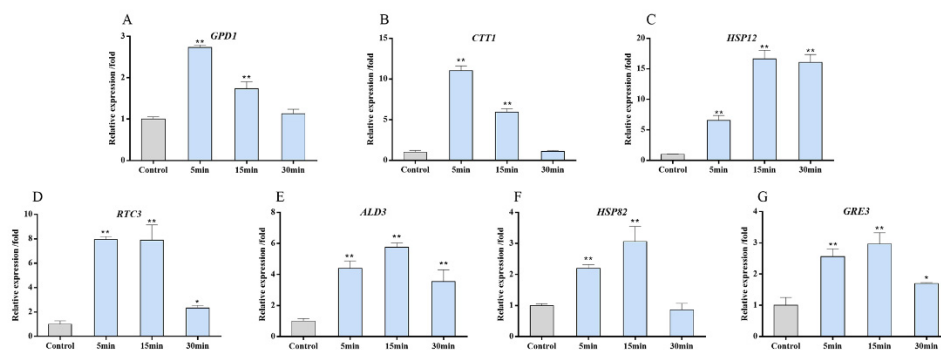 A
GPD1
Relative expression /fold
3
2
1
0
**
**
Control
5min
15min
30min
B
CTT1
Relative expression /fold
15
10
5
0
**
**
Control
5min
15min
30min
C
HSP12
Relative expression /fold
20
15
10
5
0
**
**
**
Control
5min
15min
30min
D
RTC3
Relative expression /fold
10
8
6
4
2
0
**
**
*
Control
5min
15min
30min
E
ALD3
Relative expression /fold
8
6
4
2
0
**
**
**
Control
5min
15min
30min
F
HSP82
Relative expression /fold
4
3
2
1
0
**
**
Control
5min
15min
30min
G
GRE3
Relative expression /fold
4
3
2
1
0
**
**
*
Control
5min
15min
30min